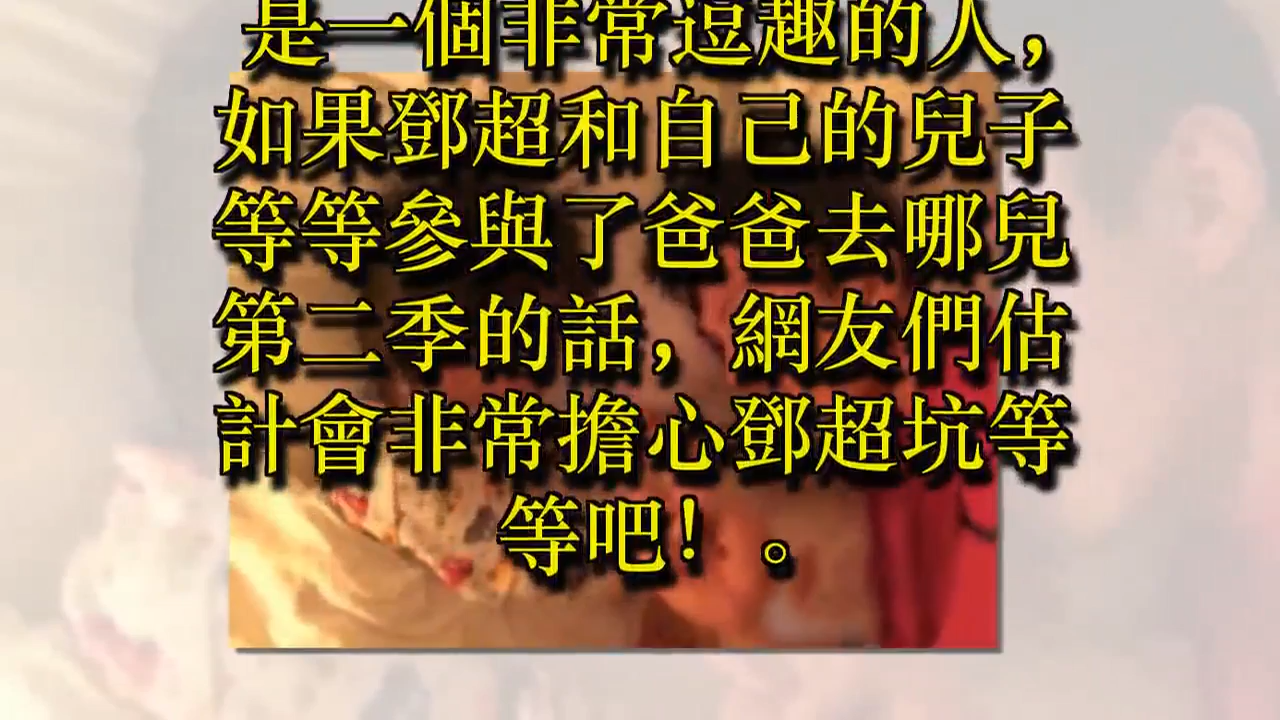 是一個非常逗趣的人，
如果鄧超和自己的兒子
等等參與了爸爸去哪兒
第二季的話，網友們估
計會非常擔心鄧超坑等
等吧！。